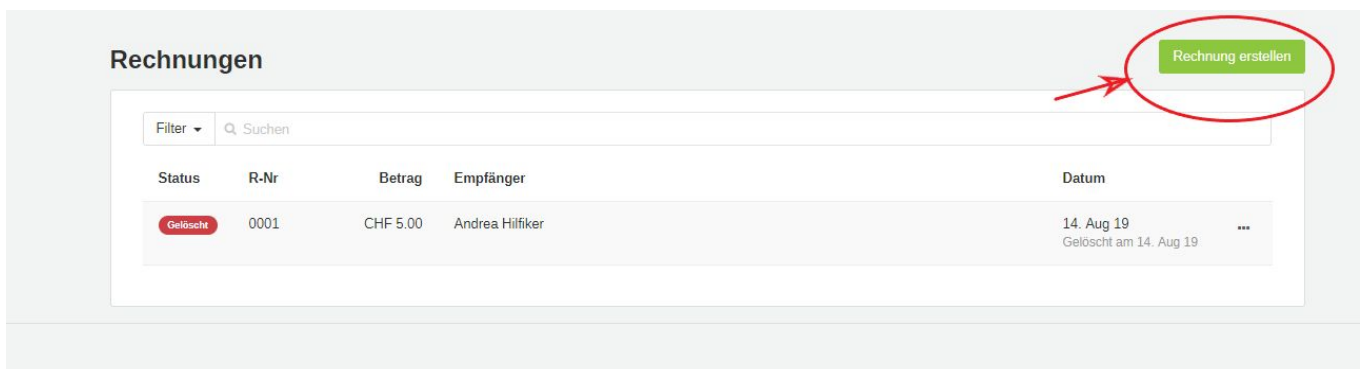 Rechnungen
Rechnung erstellen
Filter
Suchen
Status R-Nr Betrag Empfänger Datum
Gelöscht 0001 CHF 5.00 Andrea Hilfiker 14. Aug 19
Gelöscht am 14. Aug 19